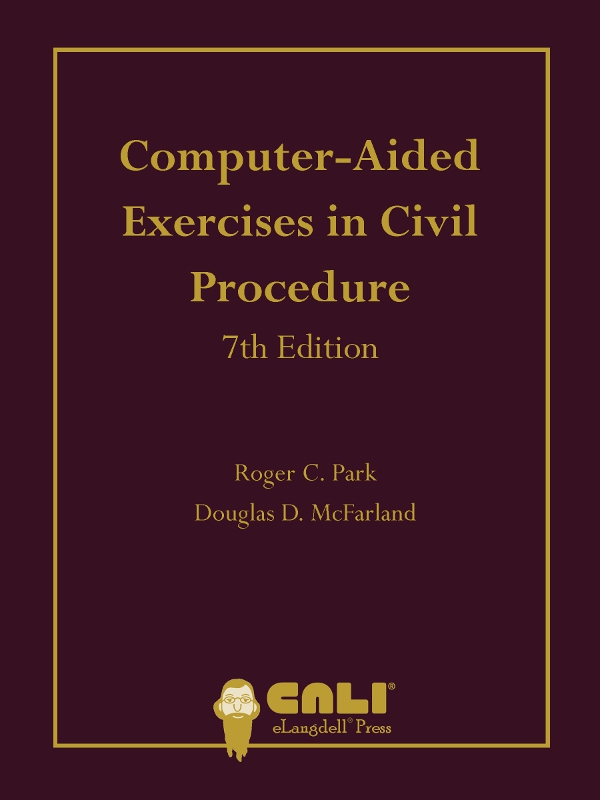 Computer-Aided
Exercises in Civil
Procedure
7th Edition
Roger C. Park
Douglas D. McFarland
CALI®
eLangdell® Press